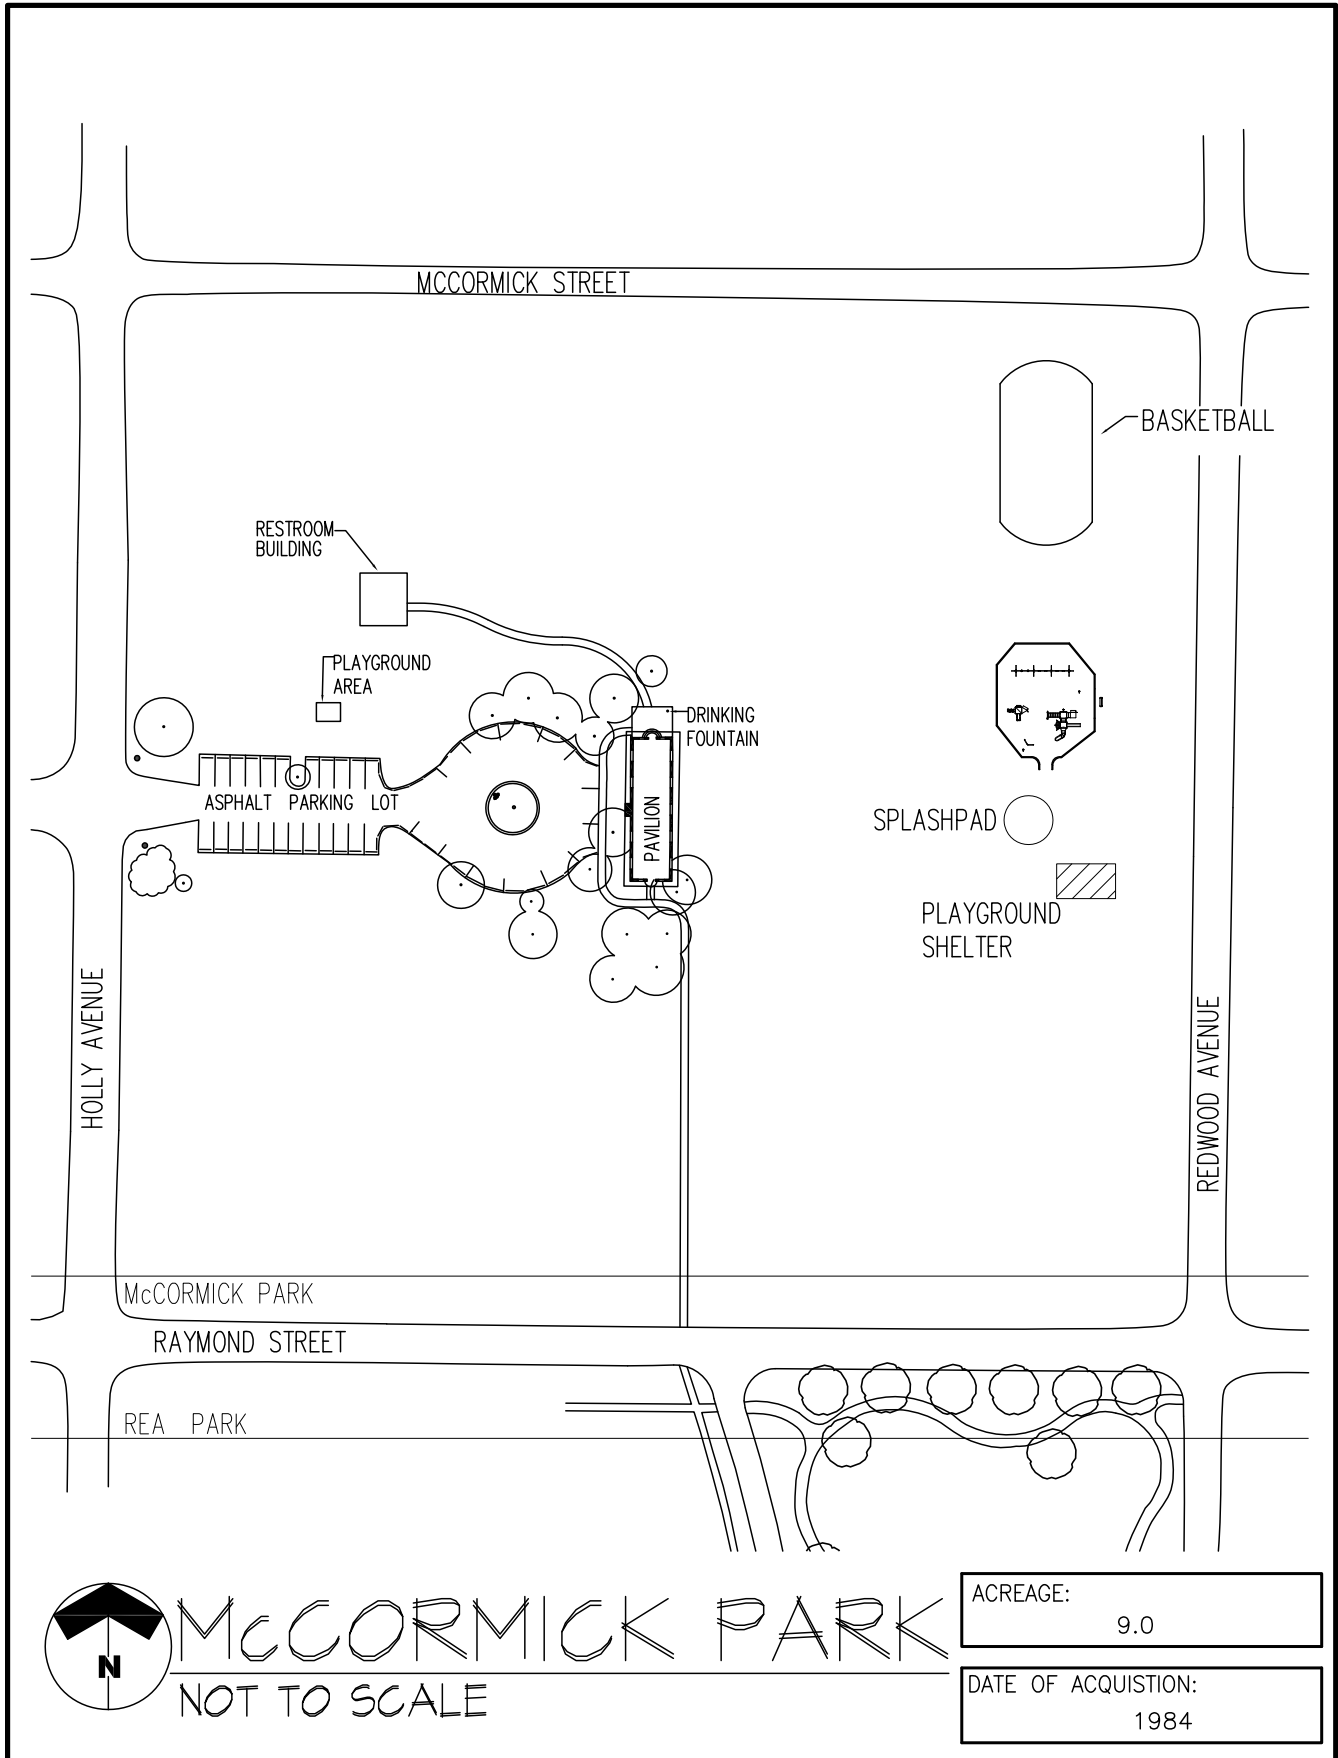 MCCORMICK STREET
BASKETBALL
RESTROOM
BUILDING
PLAYGROUND
AREA
DRINKING
FOUNTAIN
ASPHALT PARKING LOT
PAVILION
SPLASHPAD
PLAYGROUND
SHELTER
HOLLY AVENUE
REDWOOD AVENUE
McCORMICK PARK
RAYMOND STREET
REA PARK
N
McCORMICK PARK
NOT TO SCALE
ACREAGE:
9.0
DATE OF ACQUISTION:
1984